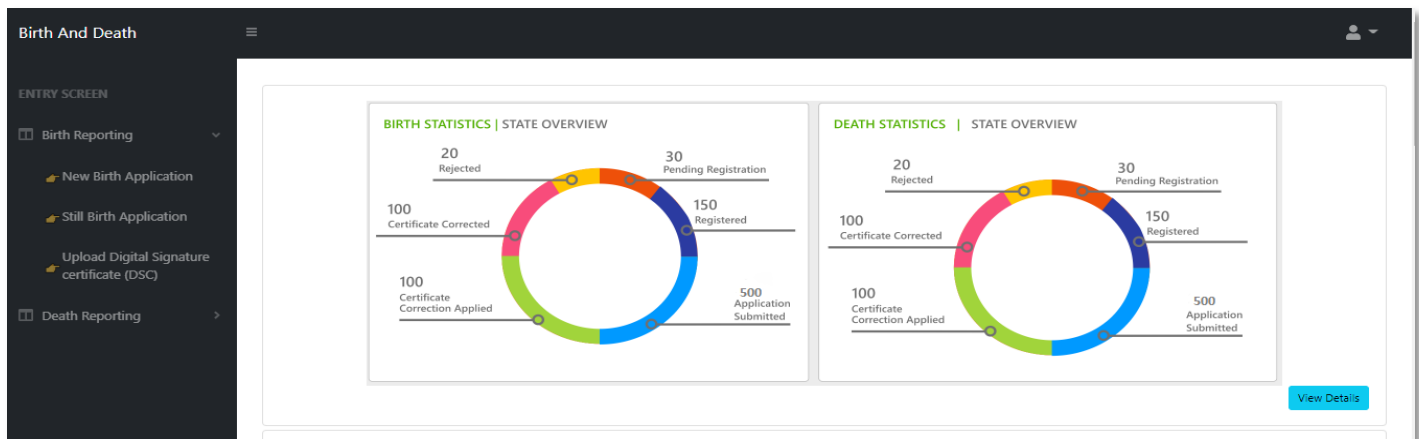 Birth And Death
ENTRY SCREEN
Birth Reporting
New Birth Application
Still Birth Application
Upload Digital Signature
certificate (DSC)
Death Reporting
BIRTH STATISTICS | STATE OVERVIEW
20
Rejected
30
Pending Registration
100
Certificate Corrected
150
Registered
100
Certificate
Correction Applied
500
Application
Submitted
DEATH STATISTICS | STATE OVERVIEW
20
Rejected
30
Pending Registration
100
Certificate Corrected
150
Registered
100
Certificate
Correction Applied
500
Application
Submitted
View Details